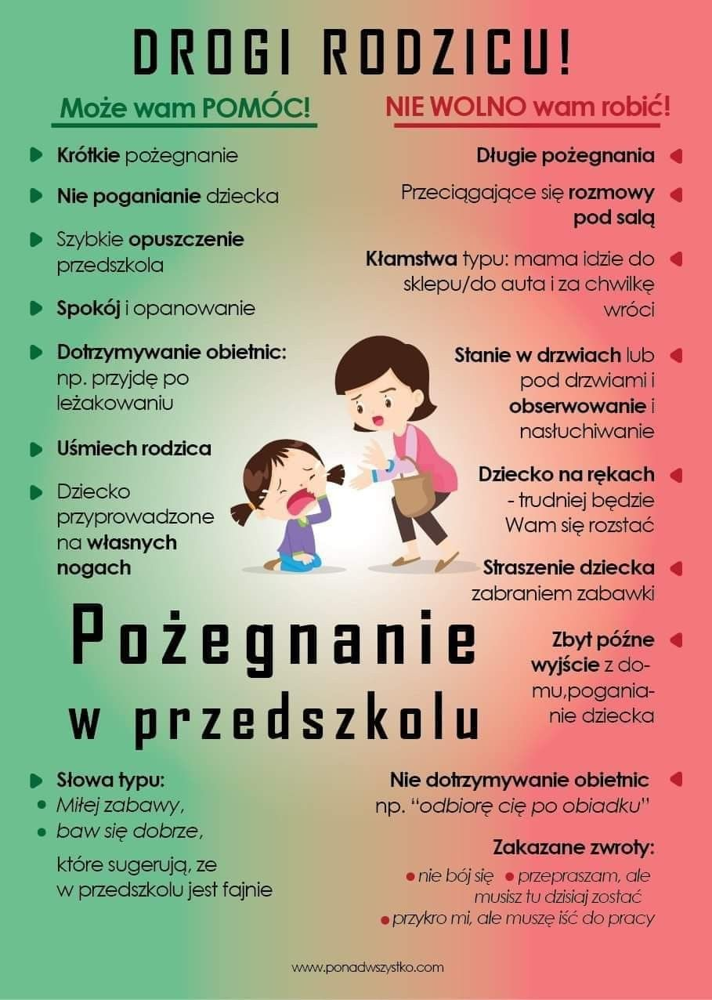 DROGI RODZICU!
Może wam POMÓC!
Krótkie pożegnanie
Nie poganianie dziecka
Szybkie opuszczenie
przedszkola
Spokój i opanowanie
Dotrzymywanie obietnic:
np. przyjdę po
leżakowaniu
Uśmiech rodzica
Dziecko
przyprowadzone
na własnych
nogach
NIE WOLNO wam robić!
Długie pożegnania
Przeciągające się rozmowy
pod salą
Kłamstwa typu: mama idzie do
sklepu/do auta i za chwilkę
wróci
Stanie w drzwiach lub
pod drzwiami i
obserwowanie i
nasłuchiwanie
Dziecko na rękach
- trudniej będzie
Wam się rozstać
Straszenie dziecka
zabraniem zabawki
Zbyt późne
wyjście z do-
mu,pogania-
nie dziecka
Pożegnanie
w przedszkolu
Słowa typu:
Miłej zabawy,
baw się dobrze,
które sugerują, ze
w przedszkolu jest fajnie
Nie dotrzymywanie obietnic
np. “odbiorę cię po obiadku”
Zakazane zwroty:
nie bój się • przepraszam, ale
musisz tu dzisiaj zostać
przykro mi, ale muszę iść do pracy
www.ponadwszystko.com